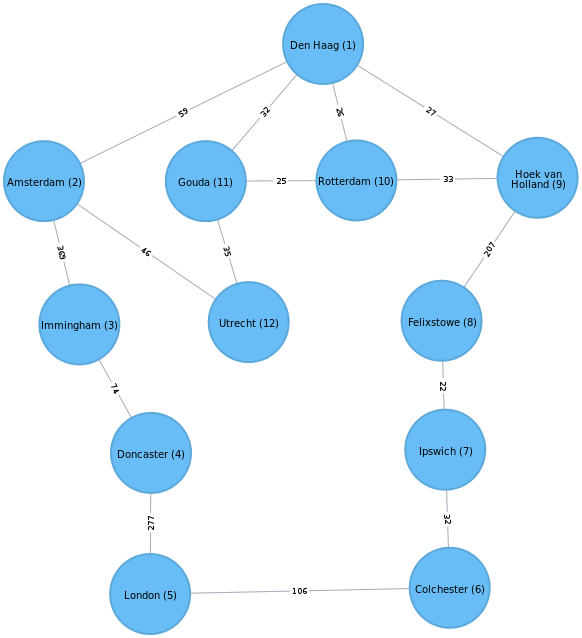 Den Haag (1)
59
32
26
27
Amsterdam (2)
Gouda (11)
25
Rotterdam (10)
33
Hoek van
Holland (9)
369
46
35
207
Immingham (3)
Utrecht (12)
Felixstowe (8)
74
22
Doncaster (4)
Ipswich (7)
277
32
London (5)
106
Colchester (6)